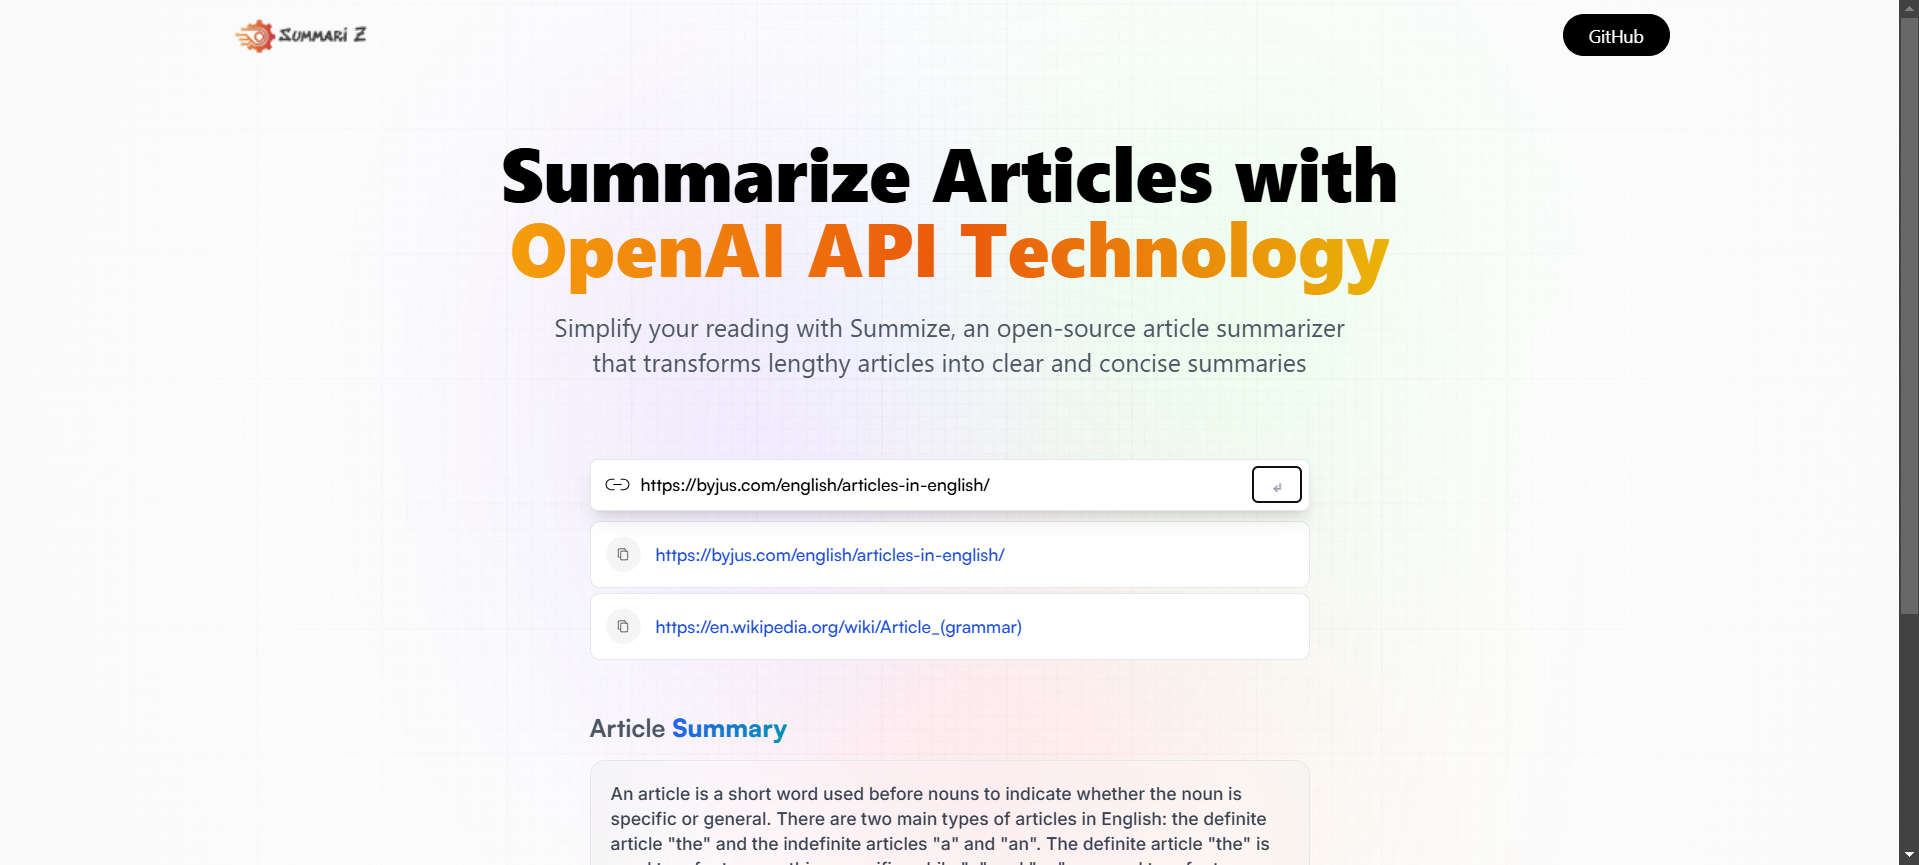 Summari Z
GitHub
Summarize Articles with
OpenAI API Technology
Simplify your reading with Summize, an open-source article summarizer
that transforms lengthy articles into clear and concise summaries
https://byjus.com/english/articles-in-english/
https://byjus.com/english/articles-in-english/
https://en.wikipedia.org/wiki/Article_(grammar)
Article Summary
An article is a short word used before nouns to indicate whether the noun is
specific or general. There are two main types of articles in English: the definite
article "the" and the indefinite articles "a" and "an". The definite article "the" is